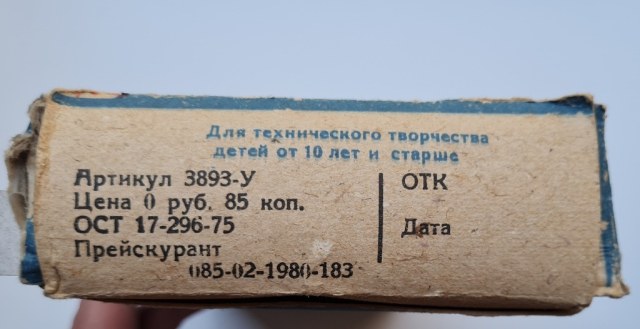 Для технического творчества
детей от 10 лет и старше
Артикул 3893-У
Цена 0 руб. 85 коп.
ОСТ 17-296-75
Прейскурант
085-02-1980-183
ОТК
Дата